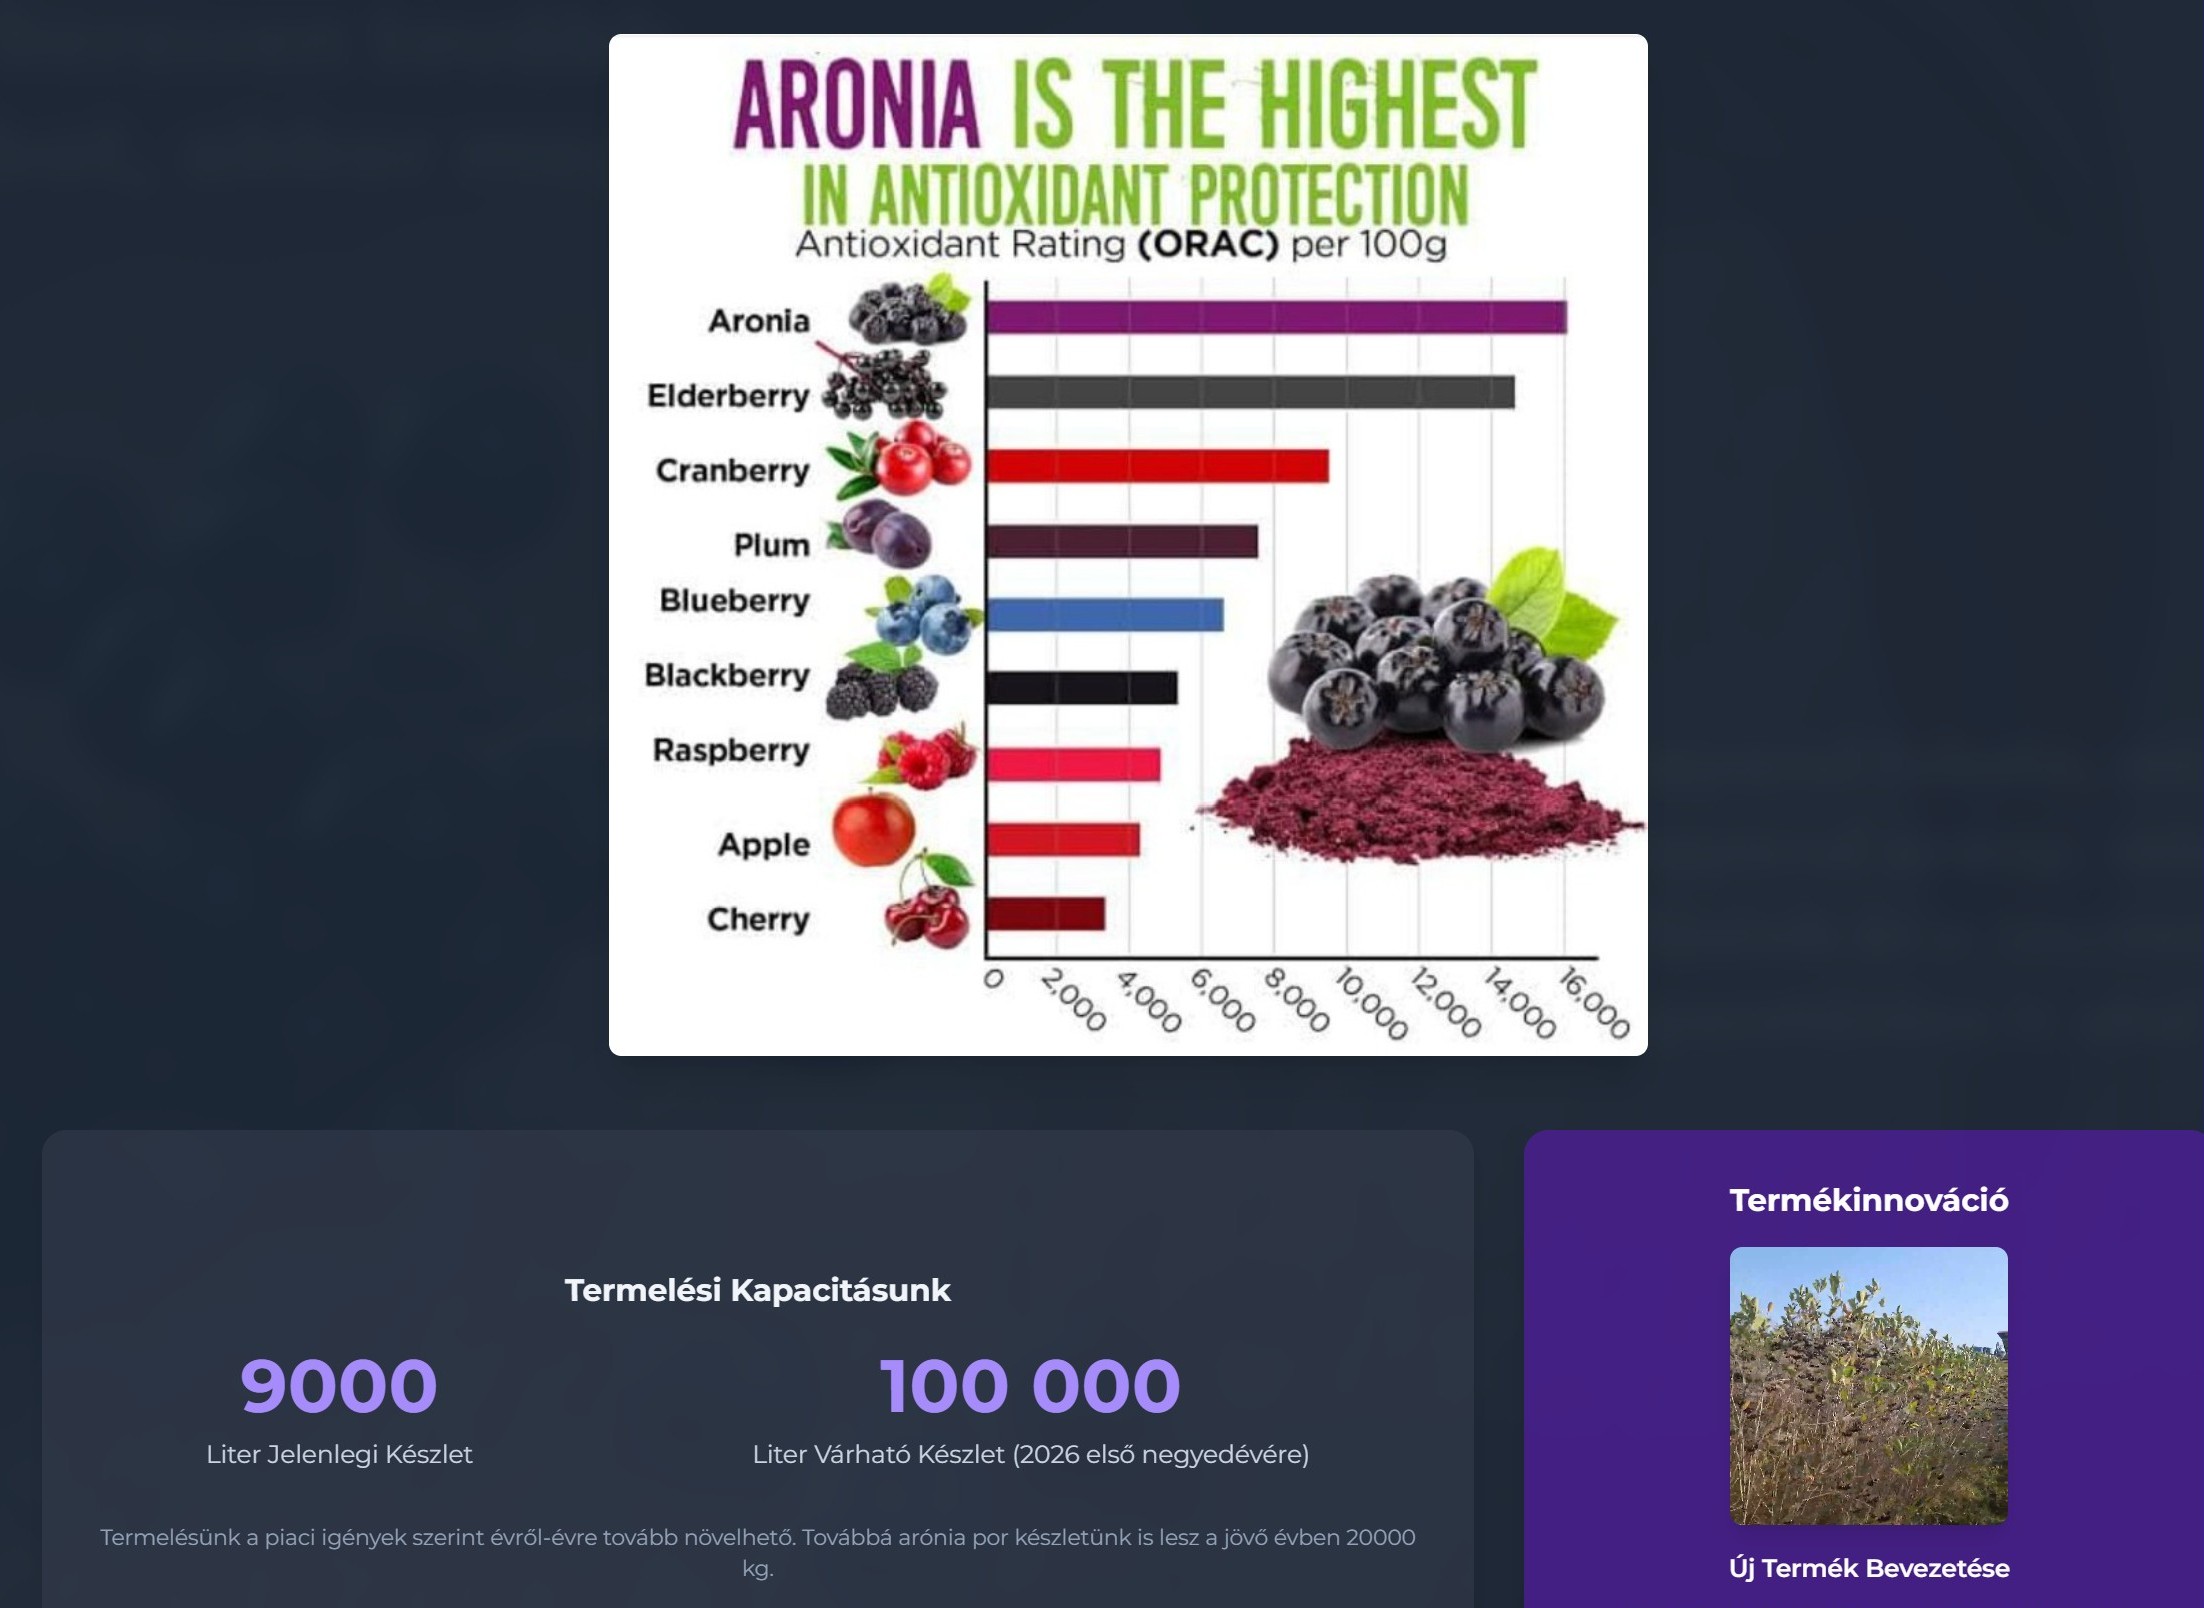 ARONIA IS THE HIGHEST
IN ANTIOXIDANT PROTECTION
Antioxidant Rating (ORAC) per 100g
Aronia
Elderberry
Cranberry
Plum
Blueberry
Blackberry
Raspberry
Apple
Cherry
0 2,000 4,000 6,000 8,000 10,000 12,000 14,000 16,000
Termelési Kapacitásunk
9000
Liter Jelenlegi Készlet
100 000
Liter Várható Készlet (2026 első negyedévére)
Termelésünk a piaci igények szerint évről-évre tovább növelhető. Továbbá arónia por készletünk is lesz a jövő évben 20000
kg.
Termékinnováció
Új Termék Bevezetése